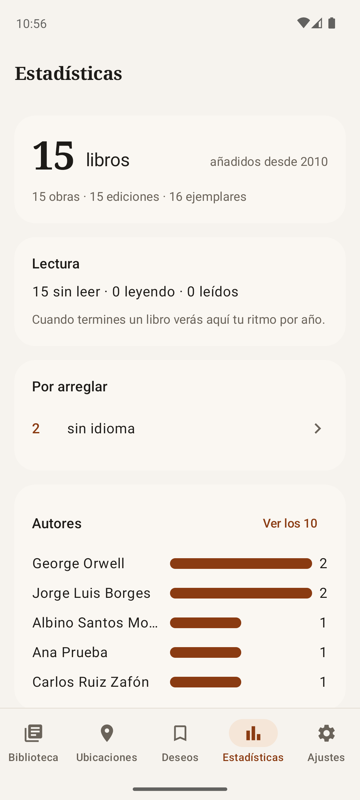 10:56
Estadísticas
15 libros añadidos desde 2010
15 obras · 15 ediciones · 16 ejemplares
Lectura
15 sin leer · 0 leyendo · 0 leídos
Cuando termines un libro verás aquí tu ritmo por año.
Por arreglar
2 sin idioma
Autores Ver los 10
George Orwell 2
Jorge Luis Borges 2
Albino Santos Mo… 1
Ana Prueba 1
Carlos Ruiz Zafón 1
Biblioteca Ubicaciones Deseos Estadísticas Ajustes